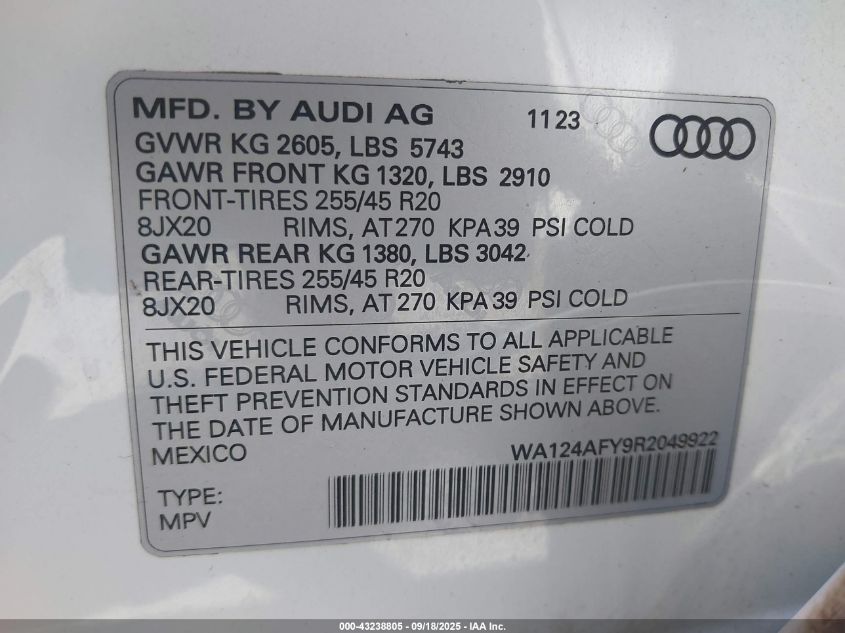 MFD. BY AUDI AG 11 23
GVWR KG 2605, LBS 5743
GAWR FRONT KG 1320, LBS 2910
FRONT-TIRES 255/45 R20
8JX20 RIMS, AT 270 KPA 39 PSI COLD
GAWR REAR KG 1380, LBS 3042
REAR-TIRES 255/45 R20
8JX20 RIMS, AT 270 KPA 39 PSI COLD
THIS VEHICLE CONFORMS TO ALL APPLICABLE
U.S. FEDERAL MOTOR VEHICLE SAFETY AND
THEFT PREVENTION STANDARDS IN EFFECT ON
THE DATE OF MANUFACTURE SHOWN ABOVE.
MEXICO WA124AFY9R2049922
TYPE:
MPV
000-43238805 - 09/18/2025 - IAA Inc.